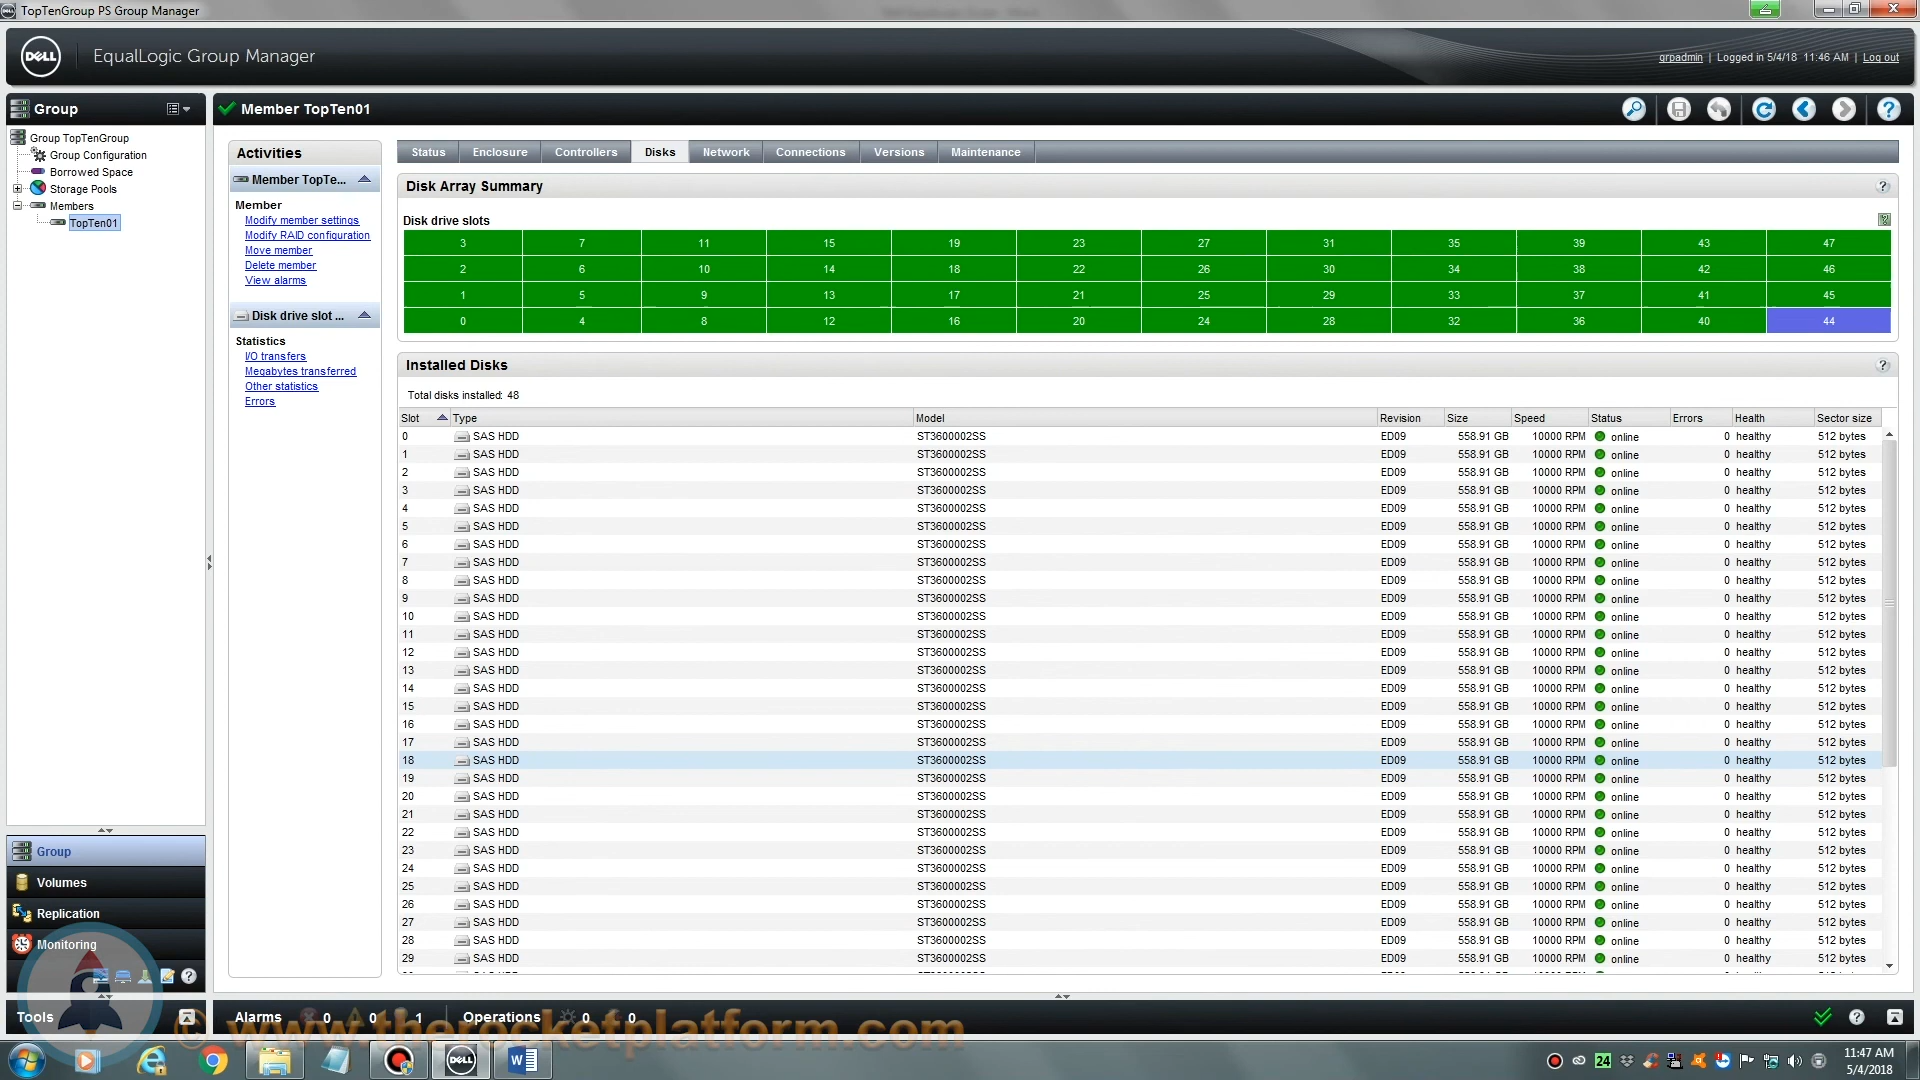 TopTenGroup PS Group Manager
DELL EqualLogic Group Manager
grpadmin | Logged in 5/4/18 11:46 AM | Log out
Group
Group TopTenGroup
Group Configuration
Borrowed Space
Storage Pools
Members
TopTen01
Group
Volumes
Replication
Monitoring
Tools
Member TopTen01
Activities
Member TopTe...
Member
Modify member settings
Modify RAID configuration
Move member
Delete member
View alarms
Disk drive slot ...
Statistics
I/O transfers
Megabytes transferred
Other statistics
Errors
Status Enclosure Controllers Disks Network Connections Versions Maintenance
Disk Array Summary
Disk drive slots
3 7 11 15 19 23 27 31 35 39 43 47
2 6 10 14 18 22 26 30 34 38 42 46
1 5 9 13 17 21 25 29 33 37 41 45
0 4 8 12 16 20 24 28 32 36 40 44
Installed Disks
Total disks installed: 48
Slot Type Model Revision Size Speed Status Errors Health Sector size
0 SAS HDD ST3600002SS ED09 558.91 GB 10000 RPM online 0 healthy 512 bytes
1 SAS HDD ST3600002SS ED09 558.91 GB 10000 RPM online 0 healthy 512 bytes
2 SAS HDD ST3600002SS ED09 558.91 GB 10000 RPM online 0 healthy 512 bytes
3 SAS HDD ST3600002SS ED09 558.91 GB 10000 RPM online 0 healthy 512 bytes
4 SAS HDD ST3600002SS ED09 558.91 GB 10000 RPM online 0 healthy 512 bytes
5 SAS HDD ST3600002SS ED09 558.91 GB 10000 RPM online 0 healthy 512 bytes
6 SAS HDD ST3600002SS ED09 558.91 GB 10000 RPM online 0 healthy 512 bytes
7 SAS HDD ST3600002SS ED09 558.91 GB 10000 RPM online 0 healthy 512 bytes
8 SAS HDD ST3600002SS ED09 558.91 GB 10000 RPM online 0 healthy 512 bytes
9 SAS HDD ST3600002SS ED09 558.91 GB 10000 RPM online 0 healthy 512 bytes
10 SAS HDD ST3600002SS ED09 558.91 GB 10000 RPM online 0 healthy 512 bytes
11 SAS HDD ST3600002SS ED09 558.91 GB 10000 RPM online 0 healthy 512 bytes
12 SAS HDD ST3600002SS ED09 558.91 GB 10000 RPM online 0 healthy 512 bytes
13 SAS HDD ST3600002SS ED09 558.91 GB 10000 RPM online 0 healthy 512 bytes
14 SAS HDD ST3600002SS ED09 558.91 GB 10000 RPM online 0 healthy 512 bytes
15 SAS HDD ST3600002SS ED09 558.91 GB 10000 RPM online 0 healthy 512 bytes
16 SAS HDD ST3600002SS ED09 558.91 GB 10000 RPM online 0 healthy 512 bytes
17 SAS HDD ST3600002SS ED09 558.91 GB 10000 RPM online 0 healthy 512 bytes
18 SAS HDD ST3600002SS ED09 558.91 GB 10000 RPM online 0 healthy 512 bytes
19 SAS HDD ST3600002SS ED09 558.91 GB 10000 RPM online 0 healthy 512 bytes
20 SAS HDD ST3600002SS ED09 558.91 GB 10000 RPM online 0 healthy 512 bytes
21 SAS HDD ST3600002SS ED09 558.91 GB 10000 RPM online 0 healthy 512 bytes
22 SAS HDD ST3600002SS ED09 558.91 GB 10000 RPM online 0 healthy 512 bytes
23 SAS HDD ST3600002SS ED09 558.91 GB 10000 RPM online 0 healthy 512 bytes
24 SAS HDD ST3600002SS ED09 558.91 GB 10000 RPM online 0 healthy 512 bytes
25 SAS HDD ST3600002SS ED09 558.91 GB 10000 RPM online 0 healthy 512 bytes
26 SAS HDD ST3600002SS ED09 558.91 GB 10000 RPM online 0 healthy 512 bytes
27 SAS HDD ST3600002SS ED09 558.91 GB 10000 RPM online 0 healthy 512 bytes
28 SAS HDD ST3600002SS ED09 558.91 GB 10000 RPM online 0 healthy 512 bytes
29 SAS HDD ST3600002SS ED09 558.91 GB 10000 RPM online 0 healthy 512 bytes
Alarms 0 0 1 Operations 0 0
© www.therocketplatform.com
DELL
24
11:47 AM
5/4/2018